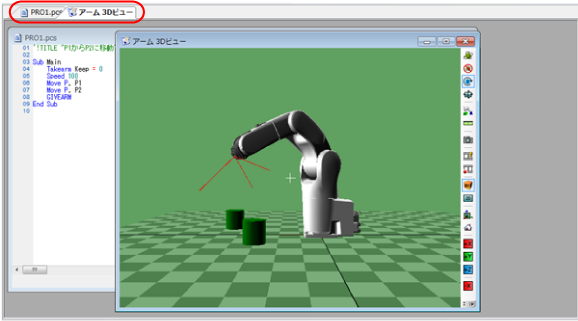 PRO1.pcs アーム 3Dビュー
PRO1.pcs
アーム 3Dビュー
01 '!TITLE "P1からP2に移動
02
03 Sub Main
04 Takearm Keep = 0
05 Speed 100
06 Move P, P1
07 Move P, P2
08 GIVEARM
09 End Sub
10